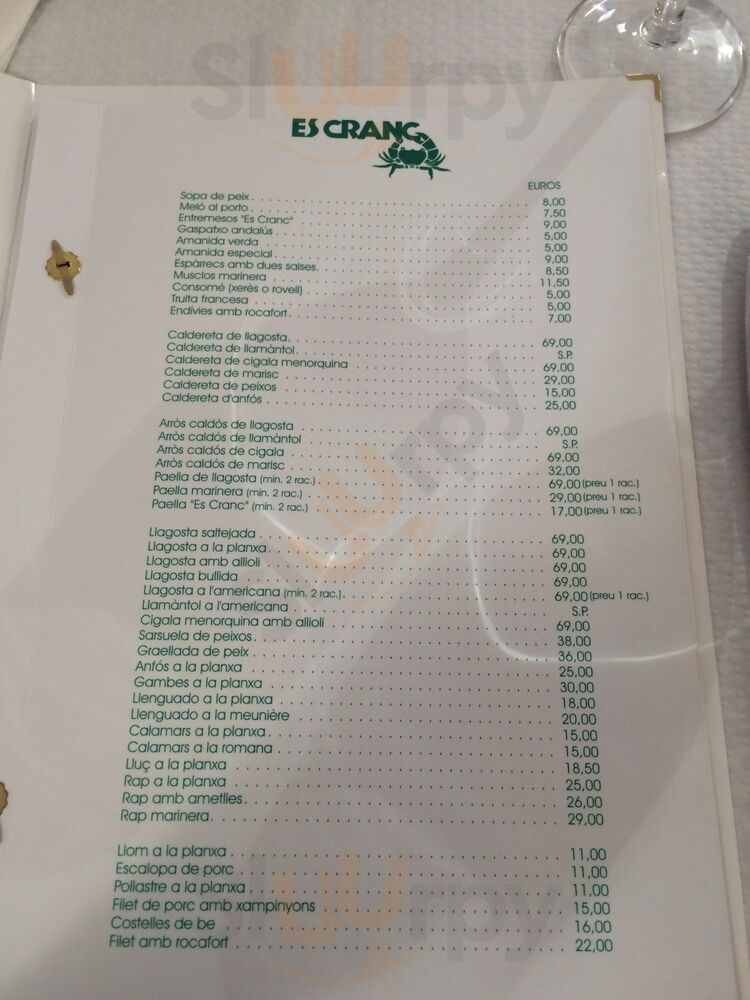 Sluurpy
ES CRANC
EUROS
Sopa de peix 8,00
Meló al porto 7,50
Entremesos "Es Cranc" 9,00
Gaspatxo andalús 5,00
Amanida verda 5,00
Amanida especial 9,00
Espàrrecs amb dues salses 8,50
Musclos marinera 11,50
Consomé (xerès o rovell) 5,00
Truita francesa 5,00
Endívies amb rocafort 7,00
Caldereta de llagosta 69,00
Caldereta de llamàntol S.P.
Caldereta de cigala menorquina 69,00
Caldereta de marisc 29,00
Caldereta de peixos 15,00
Caldereta d'anfós 25,00
Arròs caldós de llagosta 69,00
Arròs caldós de llamàntol S.P.
Arròs caldós de cigala 69,00
Arròs caldós de marisc 32,00
Paella de llagosta (min. 2 rac.) 69,00 (preu 1 rac.)
Paella marinera (min. 2 rac.) 29,00 (preu 1 rac.)
Paella "Es Cranc" (min. 2 rac.) 17,00 (preu 1 rac.)
Llagosta saltejada 69,00
Llagosta a la planxa 69,00
Llagosta amb allioli 69,00
Llagosta bullida 69,00
Llagosta a l'americana (min. 2 rac.) 69,00 (preu 1 rac.)
Llamàntol a l'americana S.P.
Cigala menorquina amb allioli 69,00
Sarsuela de peixos 38,00
Graellada de peix 36,00
Anfós a la planxa 25,00
Gambes a la planxa 30,00
Llenguado a la planxa 18,00
Llenguado a la meunière 20,00
Calamars a la planxa 15,00
Calamars a la romana 15,00
Lluç a la planxa 18,50
Rap a la planxa 25,00
Rap amb ametlles 26,00
Rap marinera 29,00
Llom a la planxa 11,00
Escalopa de porc 11,00
Pollastre a la planxa 11,00
Filet de porc amb xampinyons 15,00
Costelles de be 16,00
Filet amb rocafort 22,00